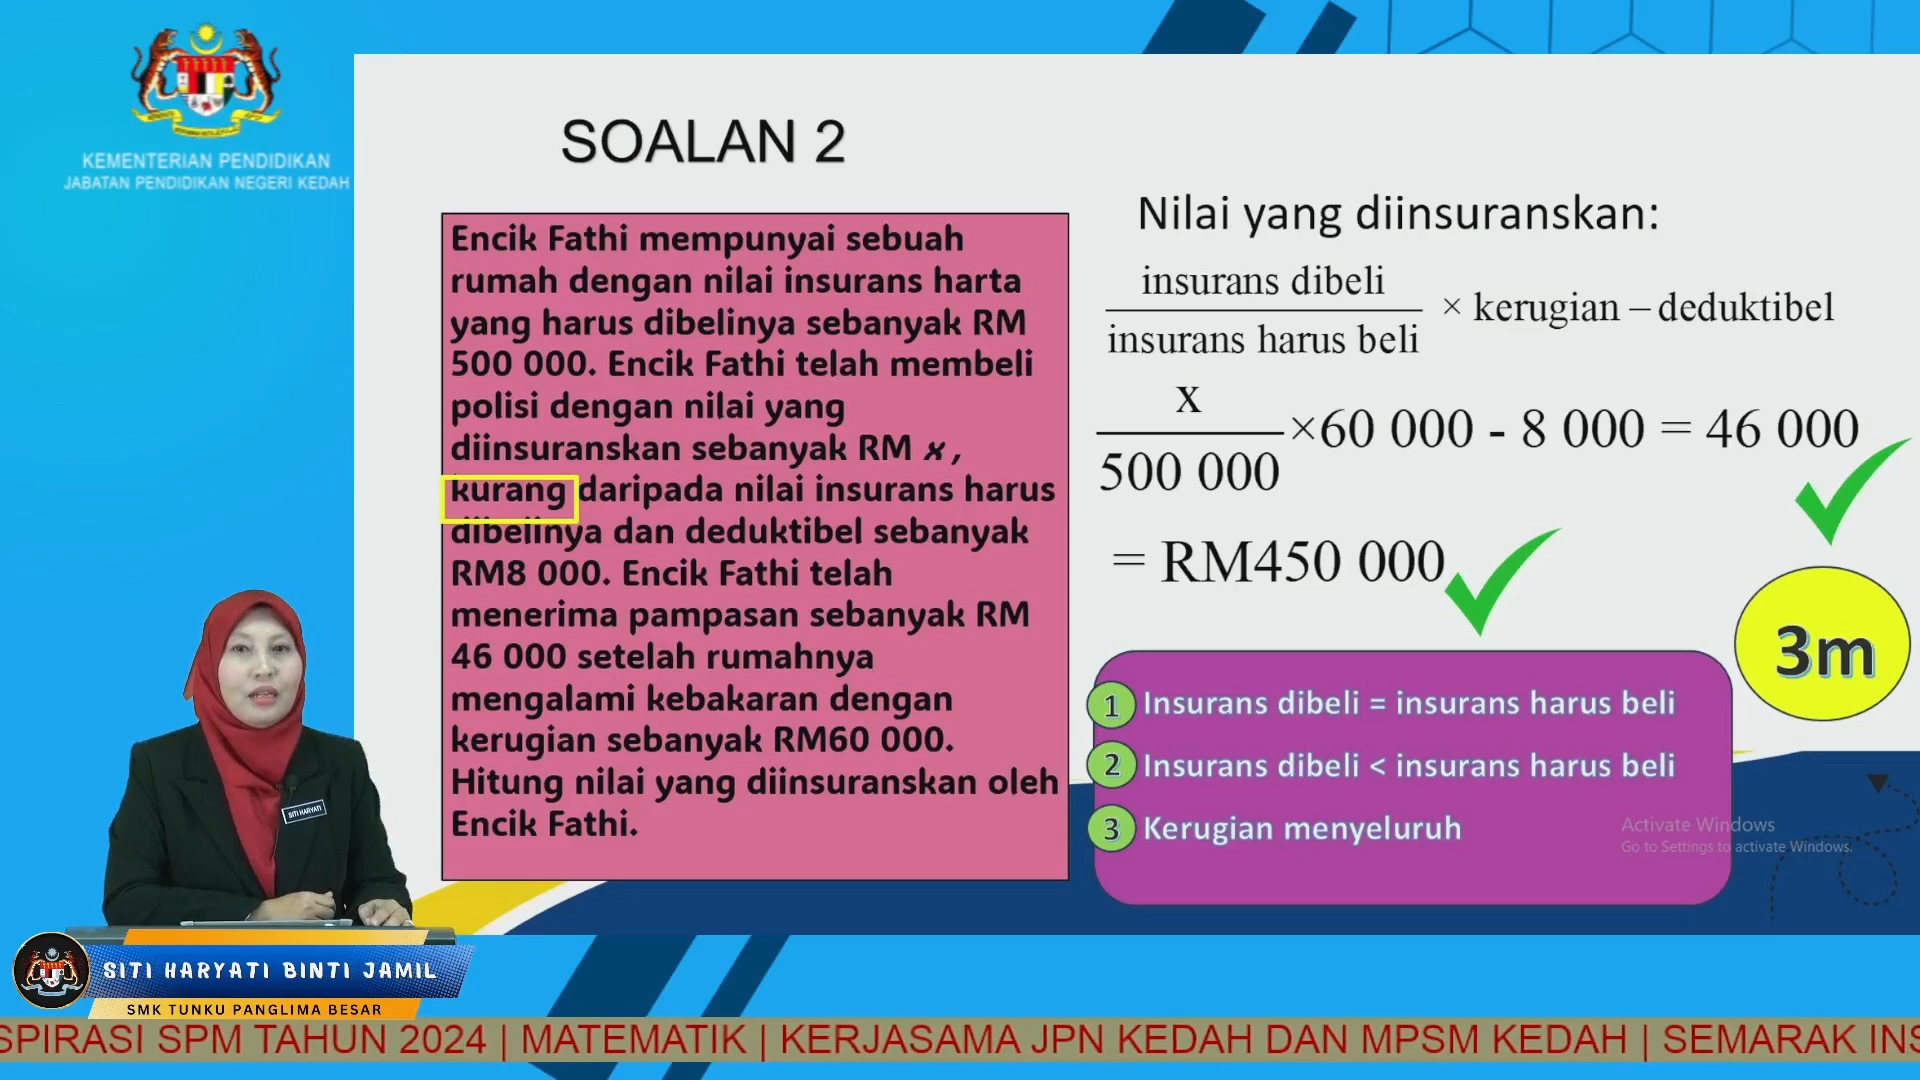 KEMENTERIAN PENDIDIKAN
JABATAN PENDIDIKAN NEGERI KEDAH
SOALAN 2
Encik Fathi mempunyai sebuah
rumah dengan nilai insurans harta
yang harus dibelinya sebanyak RM
500 000. Encik Fathi telah membeli
polisi dengan nilai yang
diinsuranskan sebanyak RM x ,
kurang daripada nilai insurans harus
dibelinya dan deduktibel sebanyak
RM8 000. Encik Fathi telah
menerima pampasan sebanyak RM
46 000 setelah rumahnya
mengalami kebakaran dengan
kerugian sebanyak RM60 000.
Hitung nilai yang diinsuranskan oleh
Encik Fathi.
Nilai yang diinsuranskan:
insurans dibeli
insurans harus beli
× kerugian – deduktibel
x
500 000
×60 000 - 8 000 = 46 000
= RM450 000
3m
1 Insurans dibeli = insurans harus beli
2 Insurans dibeli < insurans harus beli
3 Kerugian menyeluruh
Activate Windows
Go to Settings to activate Windows.
SITI HARYATI
SITI HARYATI BINTI JAMIL
SMK TUNKU PANGLIMA BESAR
SPIRASI SPM TAHUN 2024 | MATEMATIK | KERJASAMA JPN KEDAH DAN MPSM KEDAH | SEMARAK INS